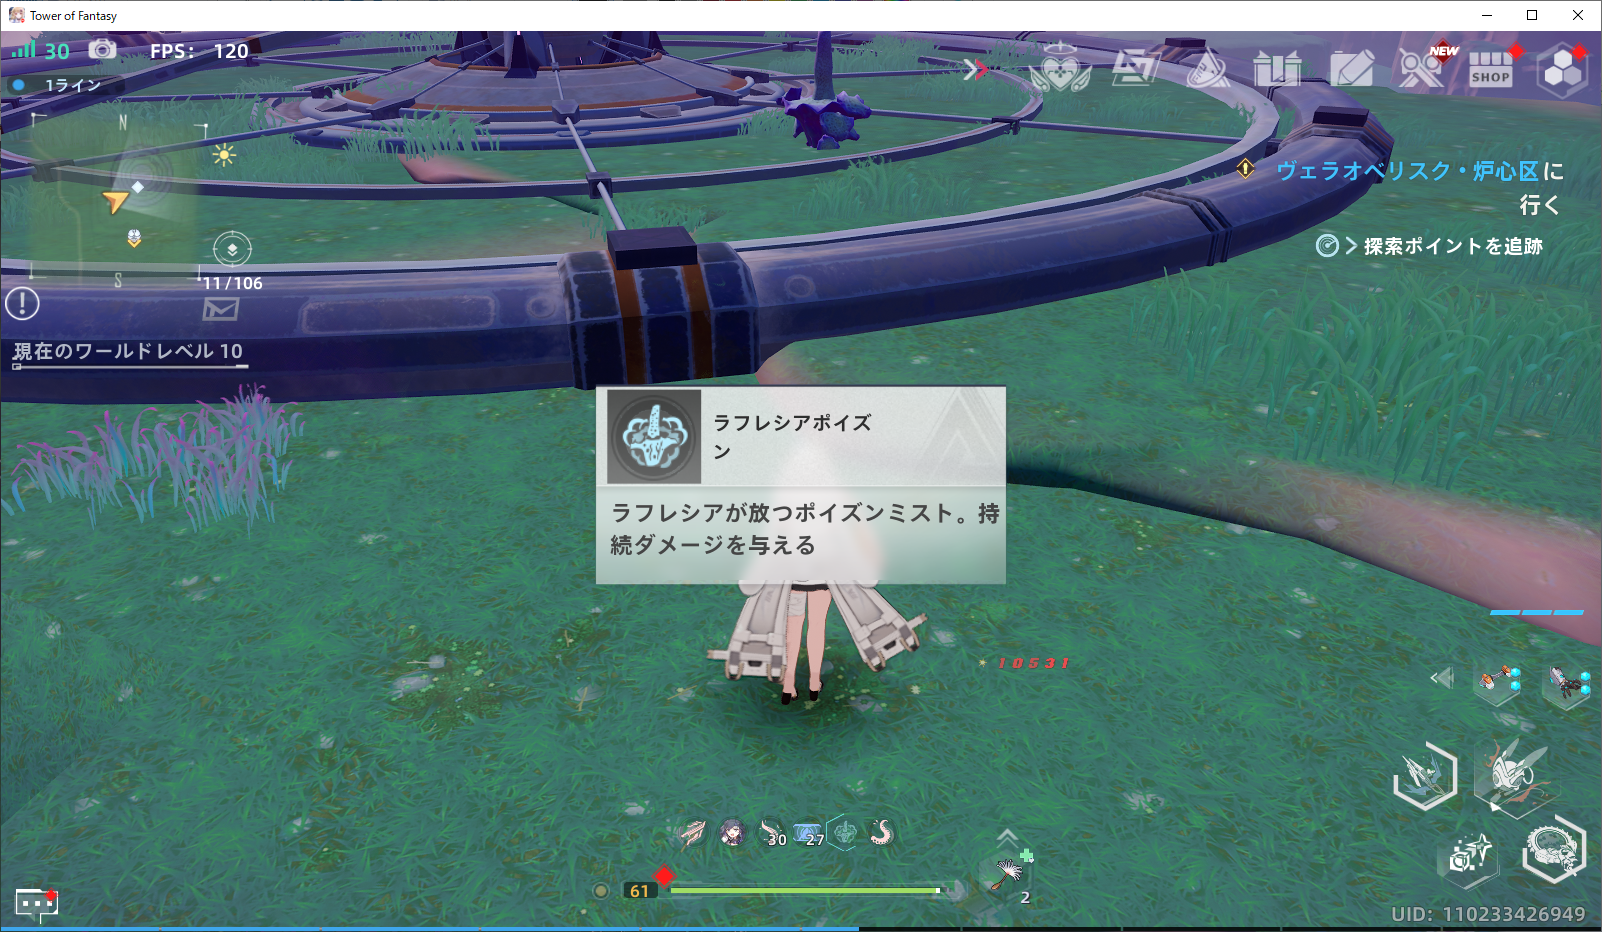 Tower of Fantasy
30
FPS: 120
1ライン
N
S
11/106
現在のワールドレベル 10
NEW
SHOP
ヴェラオベリスク・炉心区に
行く
探索ポイントを追跡
ラフレシアポイズ
ン
ラフレシアが放つポイズンミスト。持
続ダメージを与える
10531
30
27
61
2
UID: 110233426949